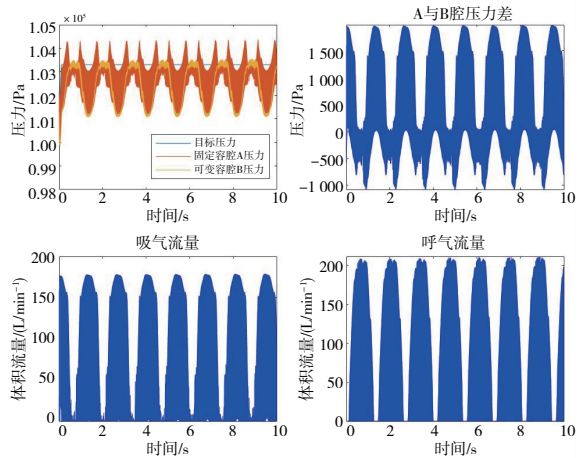 × 10⁵
1.05
1.04
1.03
1.02
1.01
1.00
0.99
0.98
压力/Pa
目标压力
固定容腔A压力
可变容腔B压力
0 2 4 6 8 10
时间/s
A与B腔压力差
1 500
1 000
500
0
−500
−1 000
压力/Pa
0 2 4 6 8 10
时间/s
吸气流量
200
150
100
50
0
体积流量/(L/min⁻¹)
0 2 4 6 8 10
时间/s
呼气流量
200
150
100
50
0
体积流量/(L/min⁻¹)
0 2 4 6 8 10
时间/s